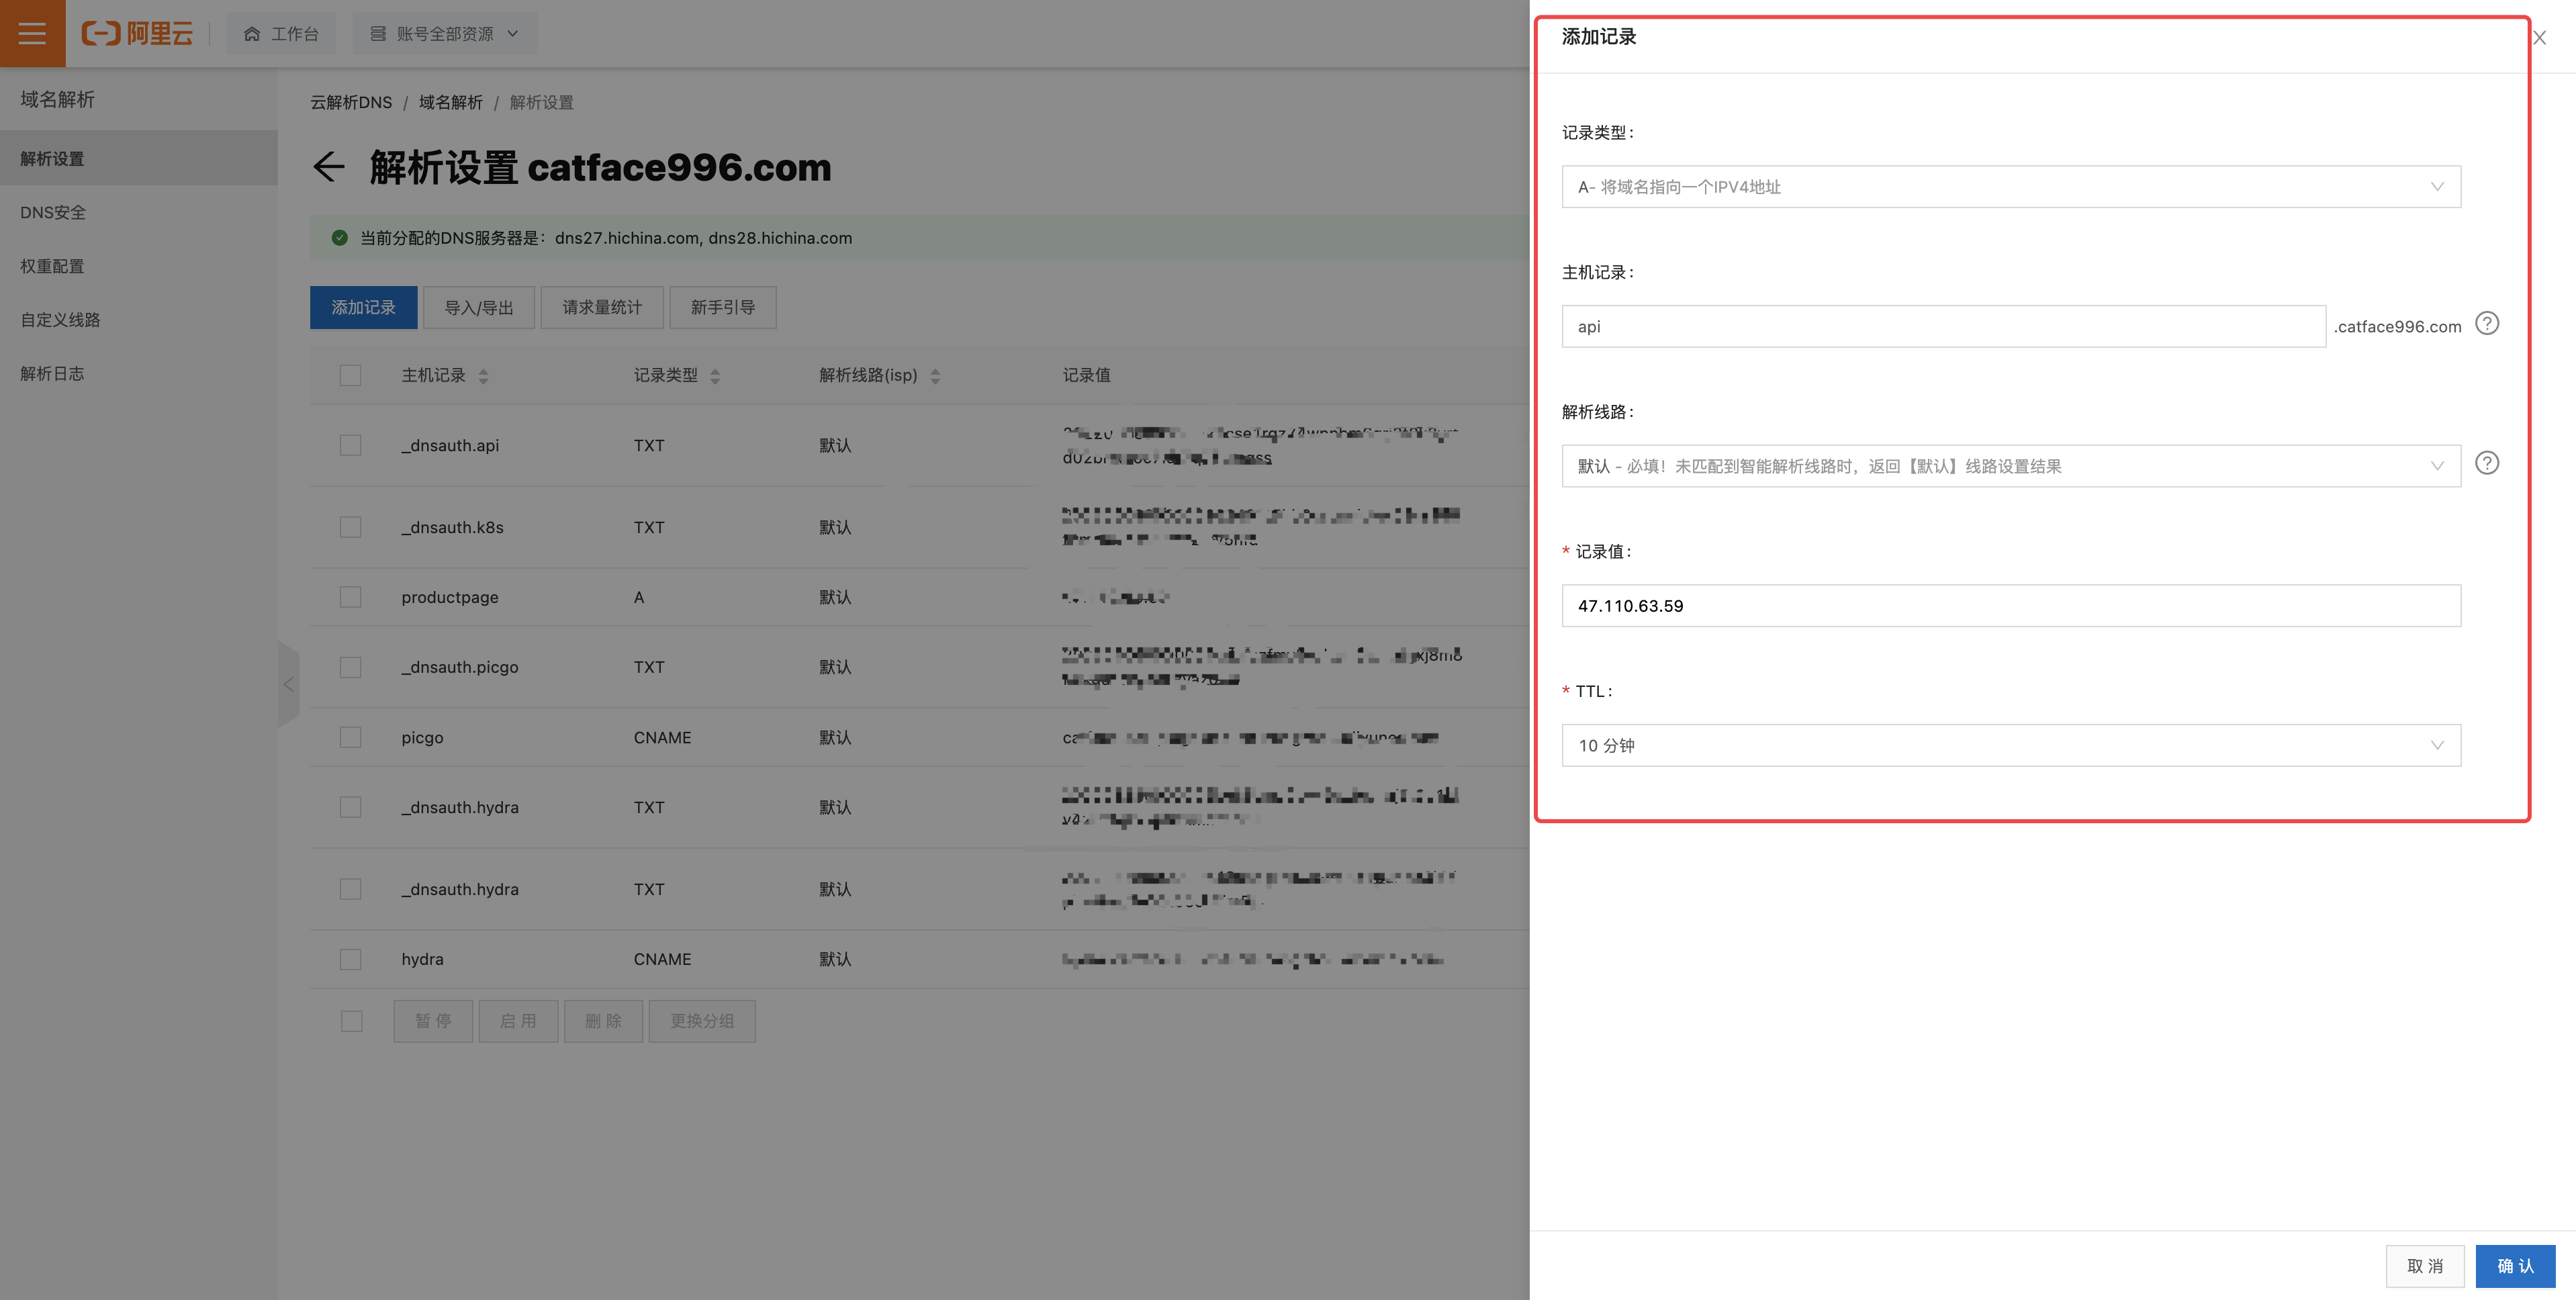 阿里云
工作台
账号全部资源
域名解析
解析设置
DNS安全
权重配置
自定义线路
解析日志
云解析DNS / 域名解析 / 解析设置
解析设置 catface996.com
当前分配的DNS服务器是：dns27.hichina.com, dns28.hichina.com
添加记录 导入/导出 请求量统计 新手引导
主机记录 记录类型 解析线路(isp) 记录值
_dnsauth.api TXT 默认
_dnsauth.k8s TXT 默认
productpage A 默认
_dnsauth.picgo TXT 默认
picgo CNAME 默认
_dnsauth.hydra TXT 默认
_dnsauth.hydra TXT 默认
hydra CNAME 默认
暂停 启用 删除 更换分组
添加记录
记录类型：
A- 将域名指向一个IPV4地址
主机记录：
api .catface996.com
解析线路：
默认 - 必填！未匹配到智能解析线路时，返回【默认】线路设置结果
* 记录值：
47.110.63.59
* TTL：
10 分钟
取消 确认